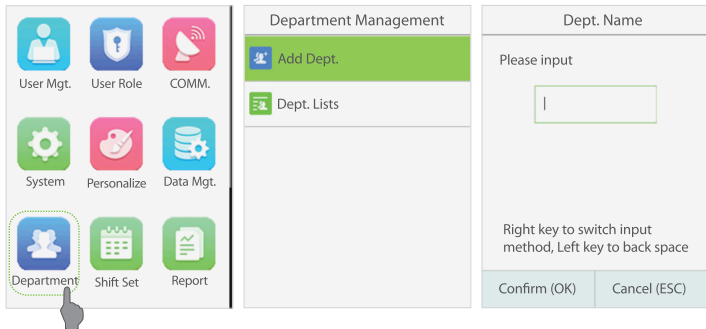 User Mgt. User Role COMM.
System Personalize Data Mgt.
Department Shift Set Report
Department Management
Add Dept.
Dept. Lists
Dept. Name
Please input
Right key to switch input
method, Left key to back space
Confirm (OK) Cancel (ESC)